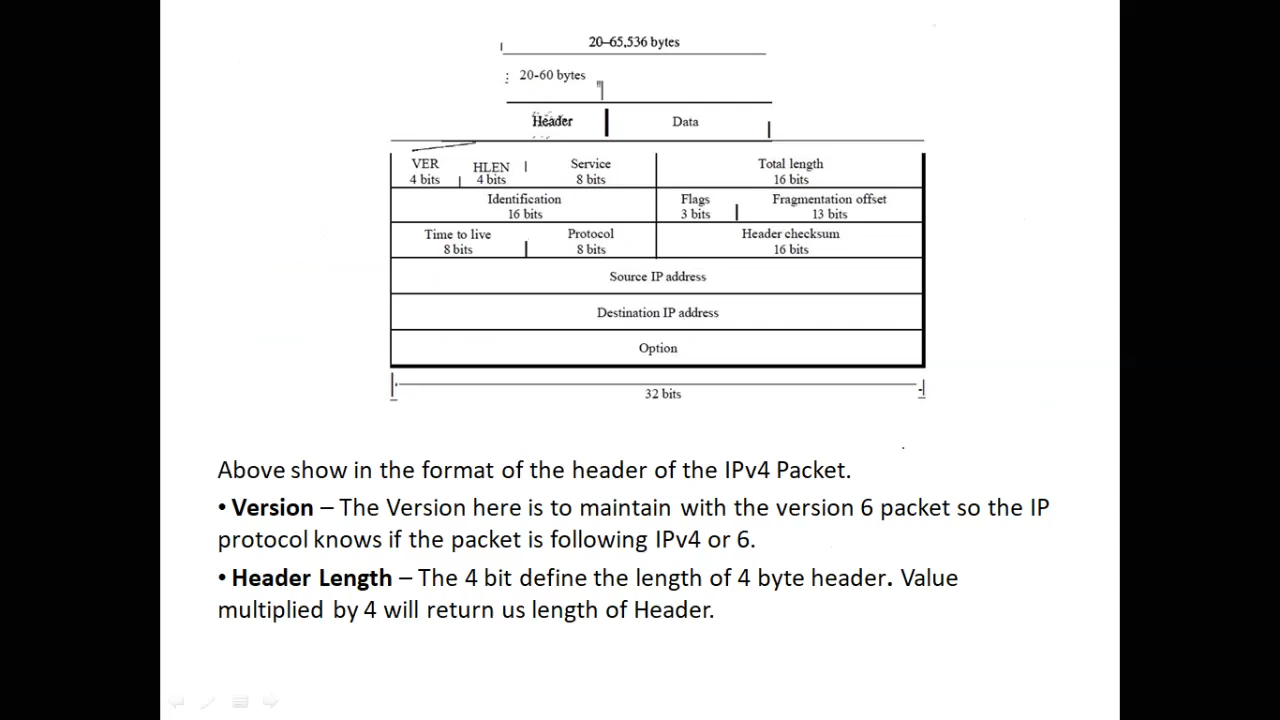 20–65,536 bytes
20-60 bytes
Header Data
VER HLEN Service Total length
4 bits 4 bits 8 bits 16 bits
Identification Flags Fragmentation offset
16 bits 3 bits 13 bits
Time to live Protocol Header checksum
8 bits 8 bits 16 bits
Source IP address
Destination IP address
Option
32 bits
Above show in the format of the header of the IPv4 Packet.
• Version – The Version here is to maintain with the version 6 packet so the IP
protocol knows if the packet is following IPv4 or 6.
• Header Length – The 4 bit define the length of 4 byte header. Value
multiplied by 4 will return us length of Header.